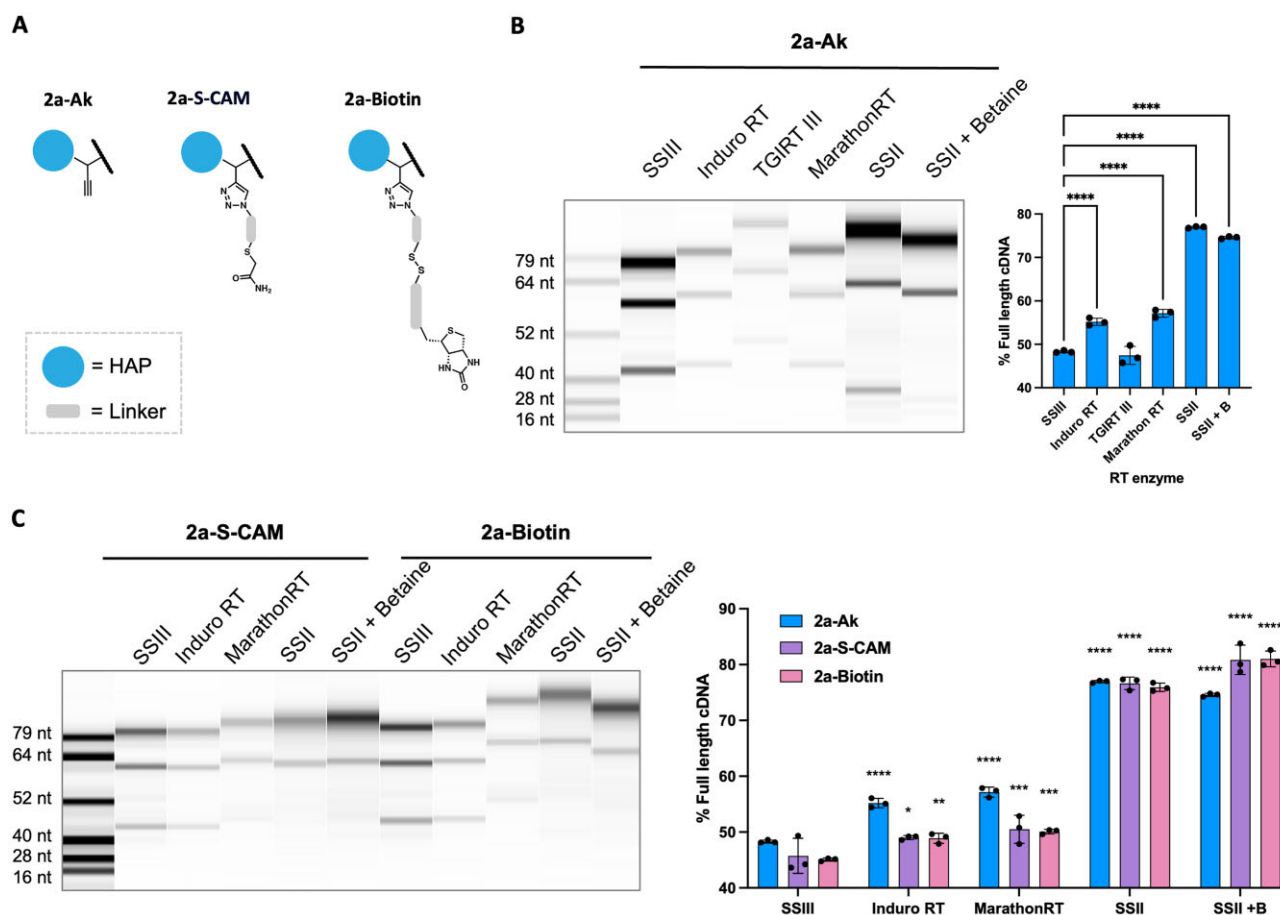 A
2a-Ak
2a-S-CAM
2a-Biotin
N=N N
S
O NH₂
N=N N
S
S
S
HN NH
O
= HAP
= Linker
B
2a-Ak
SSIII
Induro RT
TGIRT III
MarathonRT
SSII
SSII + Betaine
79 nt
64 nt
52 nt
40 nt
28 nt
16 nt
****
****
****
****
% Full length cDNA
80
70
60
50
40
SSIII
Induro RT
TGIRT III
Marathon RT
SSII
SSII + B
RT enzyme
C
2a-S-CAM
2a-Biotin
SSIII
Induro RT
MarathonRT
SSII
SSII + Betaine
SSIII
Induro RT
MarathonRT
SSII
SSII + Betaine
79 nt
64 nt
52 nt
40 nt
28 nt
16 nt
2a-Ak
2a-S-CAM
2a-Biotin
% Full length cDNA
90
80
70
60
50
40
**** * **
**** *** ***
**** **** ****
**** **** ****
SSIII
Induro RT
MarathonRT
SSII
SSII +B